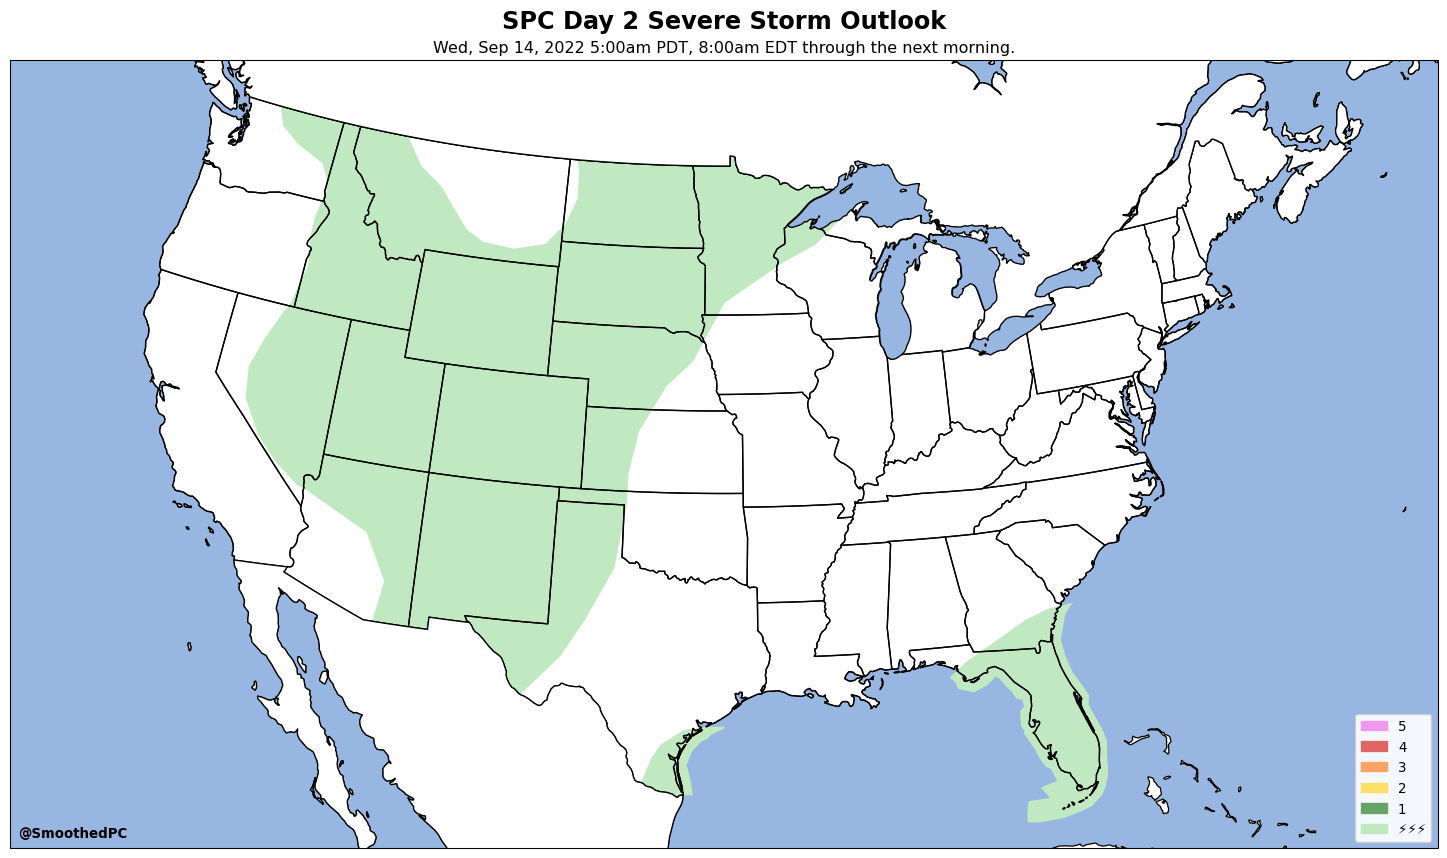 SPC Day 2 Severe Storm Outlook
Wed, Sep 14, 2022 5:00am PDT, 8:00am EDT through the next morning.
5
4
3
2
1
⚡⚡⚡
@SmoothedPC